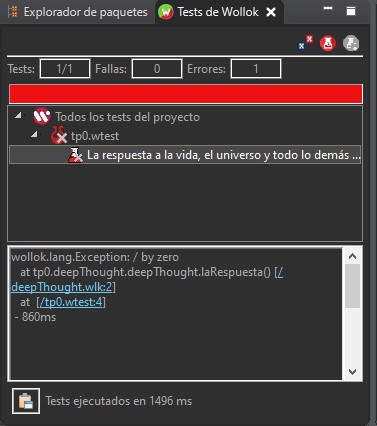 Explorador de paquetes Tests de Wollok
Tests: 1/1 Fallas: 0 Errores: 1
Todos los tests del proyecto
tp0.wtest
La respuesta a la vida, el universo y todo lo demás ...
wollok.lang.Exception: / by zero
at tp0.deepThought.deepThought.laRespuesta() [/
deepThought.wlk:2]
at [/tp0.wtest:4]
- 860ms
Tests ejecutados en 1496 ms